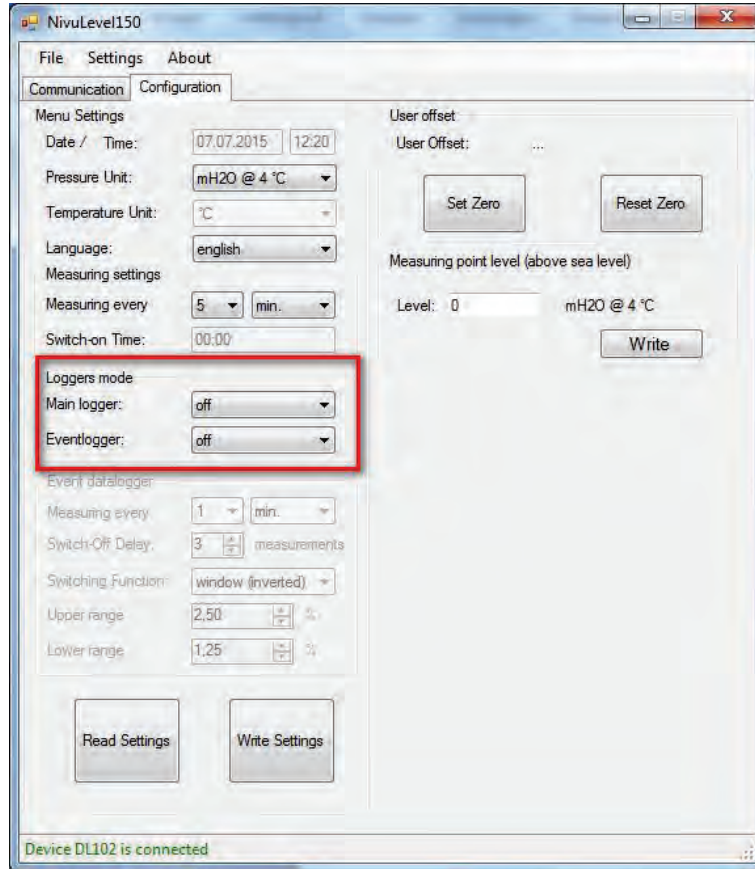 NivuLevel150
File Settings About
Communication Configuration
Menu Settings
Date / Time: 07.07.2015 12:20
Pressure Unit: mH2O @ 4 °C
Temperature Unit: °C
Language: english
Measuring settings
Measuring every 5 min.
Switch-on Time: 00:00
Loggers mode
Main logger: off
Eventlogger: off
Event datalogger
Measuring every 1 min.
Switch-Off Delay: 3 measurements
Switching Function: window (inverted)
Upper range 2,50 %
Lower range 1,25 %
Read Settings Write Settings
User offset
User Offset: ...
Set Zero Reset Zero
Measuring point level (above sea level)
Level: 0 mH2O @ 4 °C
Write
Device DL102 is connected